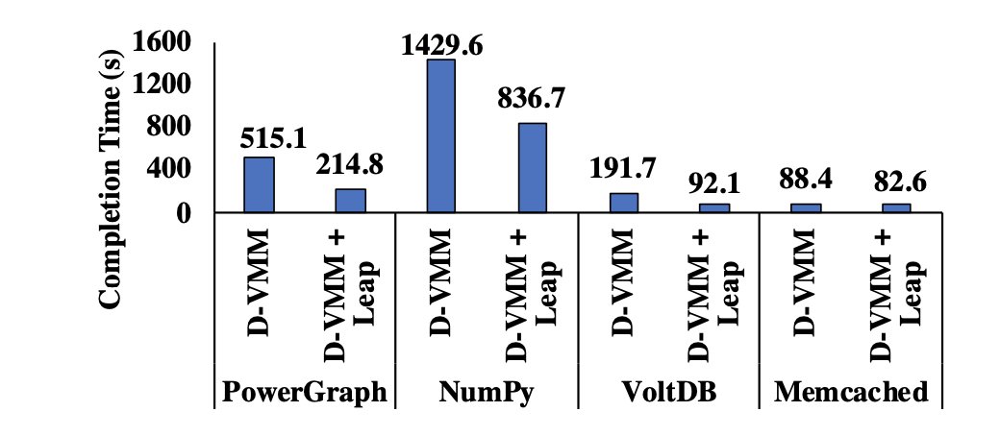 Completion Time (s)
1600
1200
800
400
0
515.1
214.8
1429.6
836.7
191.7
92.1
88.4
82.6
D-VMM
D-VMM +
Leap
D-VMM
D-VMM +
Leap
D-VMM
D-VMM +
Leap
D-VMM
D-VMM +
Leap
PowerGraph
NumPy
VoltDB
Memcached